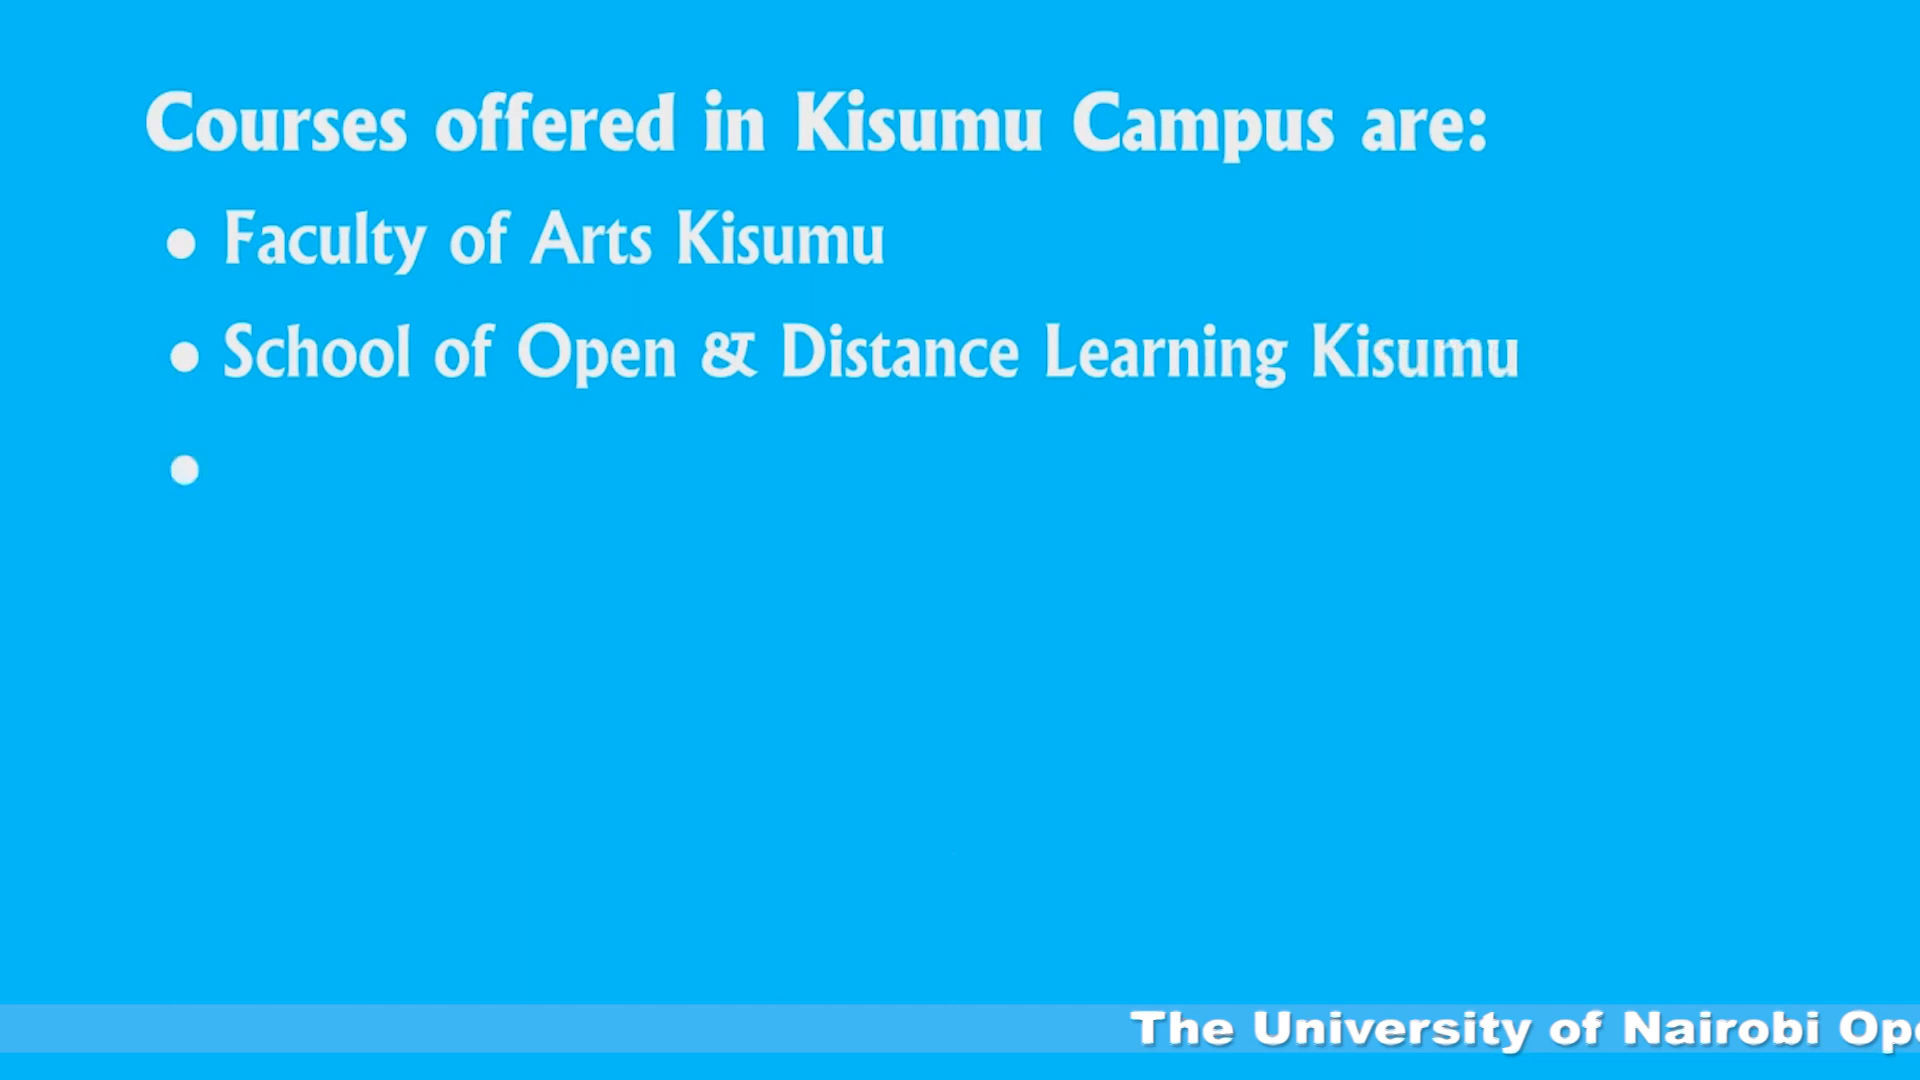 Courses offered in Kisumu Campus are:
• Faculty of Arts Kisumu
• School of Open & Distance Learning Kisumu
•
The University of Nairobi Ope